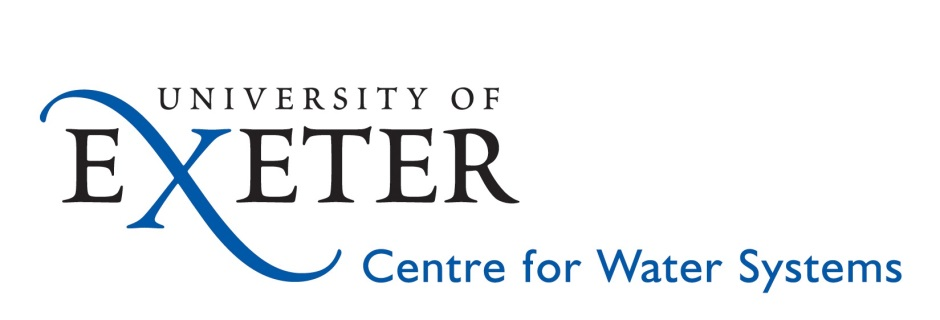 UNIVERSITY OF
EXETER
Centre for Water Systems